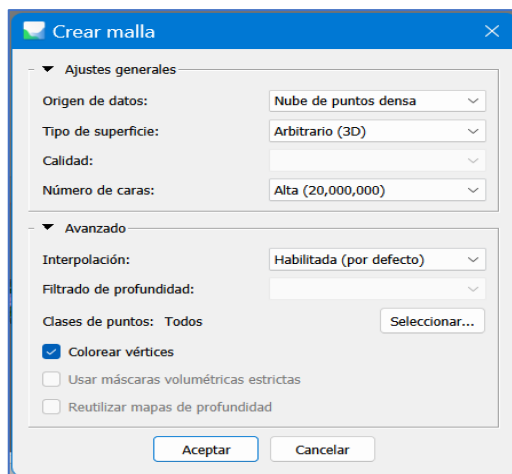 Crear malla
Ajustes generales
Origen de datos: Nube de puntos densa
Tipo de superficie: Arbitrario (3D)
Calidad:
Número de caras: Alta (20,000,000)
Avanzado
Interpolación: Habilitada (por defecto)
Filtrado de profundidad:
Clases de puntos: Todos Seleccionar...
Colorear vértices
Usar máscaras volumétricas estrictas
Reutilizar mapas de profundidad
Aceptar Cancelar